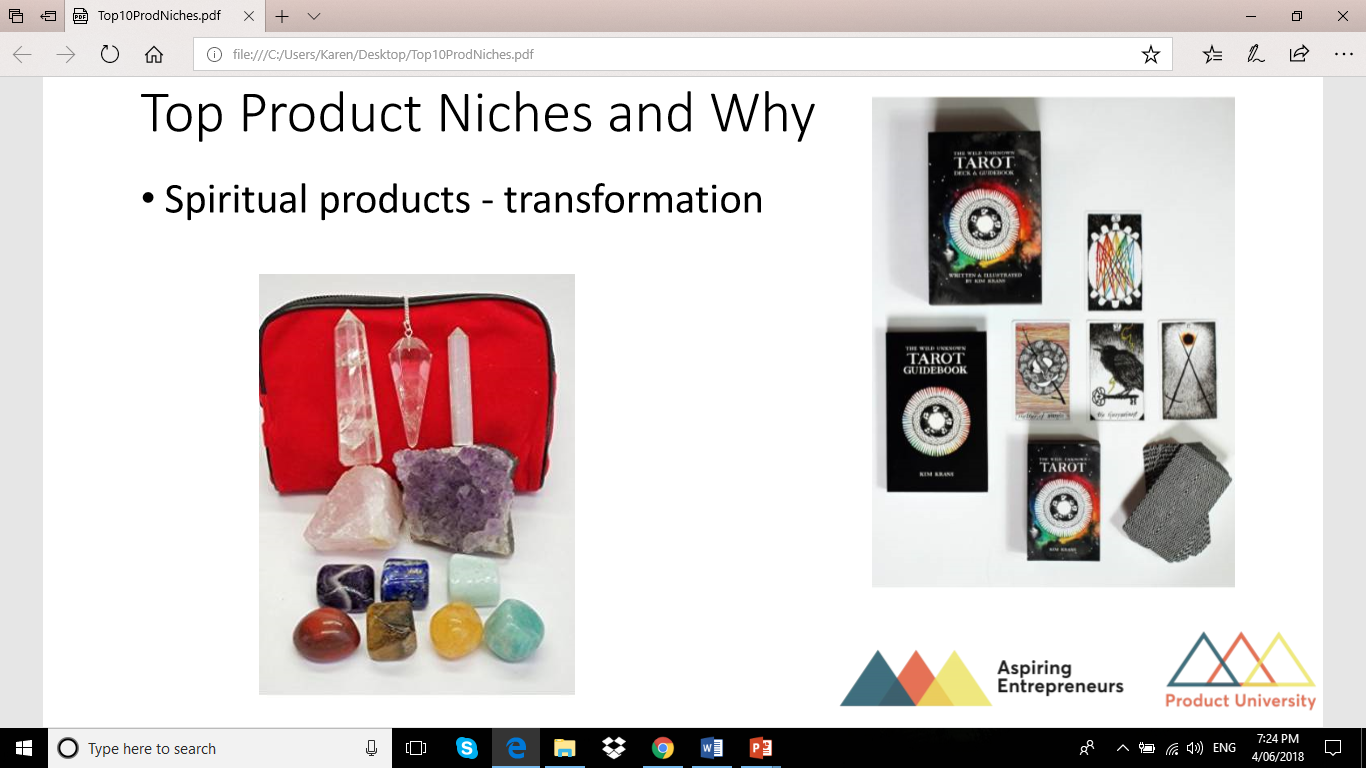 Top10ProdNiches.pdf
file:///C:/Users/Karen/Desktop/Top10ProdNiches.pdf
Top Product Niches and Why
• Spiritual products - transformation
THE WILD UNKNOWN
TAROT
DECK & GUIDEBOOK
WRITTEN & ILLUSTRATED
BY KIM KRANS
THE WILD UNKNOWN
TAROT
GUIDEBOOK
KIM KRANS
THE WILD UNKNOWN
TAROT
KIM KRANS
Aspiring
Entrepreneurs
Product University
Type here to search
ENG
7:24 PM
4/06/2018